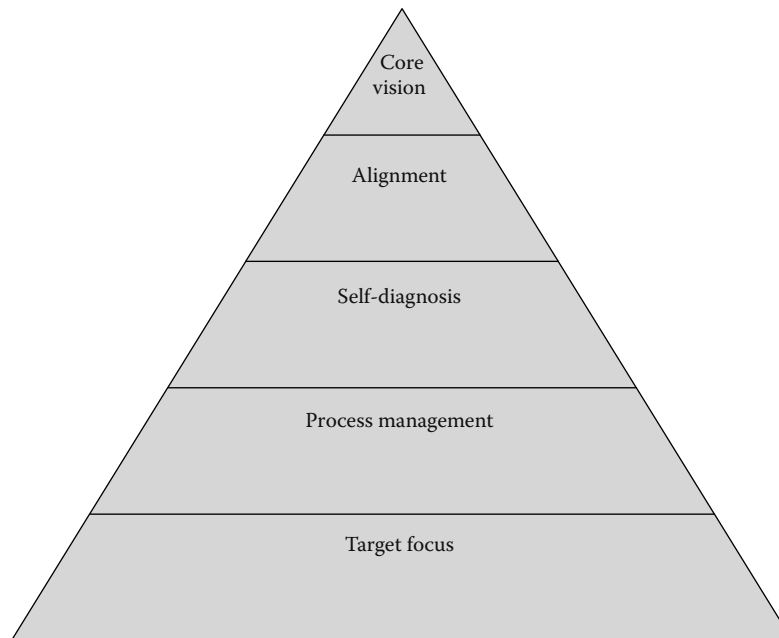 Core
vision
Alignment
Self-diagnosis
Process management
Target focus